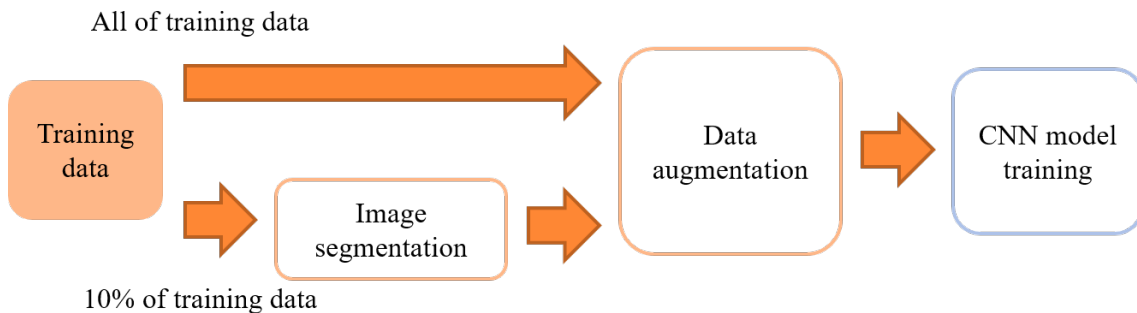 All of training data
Training
data
Image
segmentation
10% of training data
Data
augmentation
CNN model
training